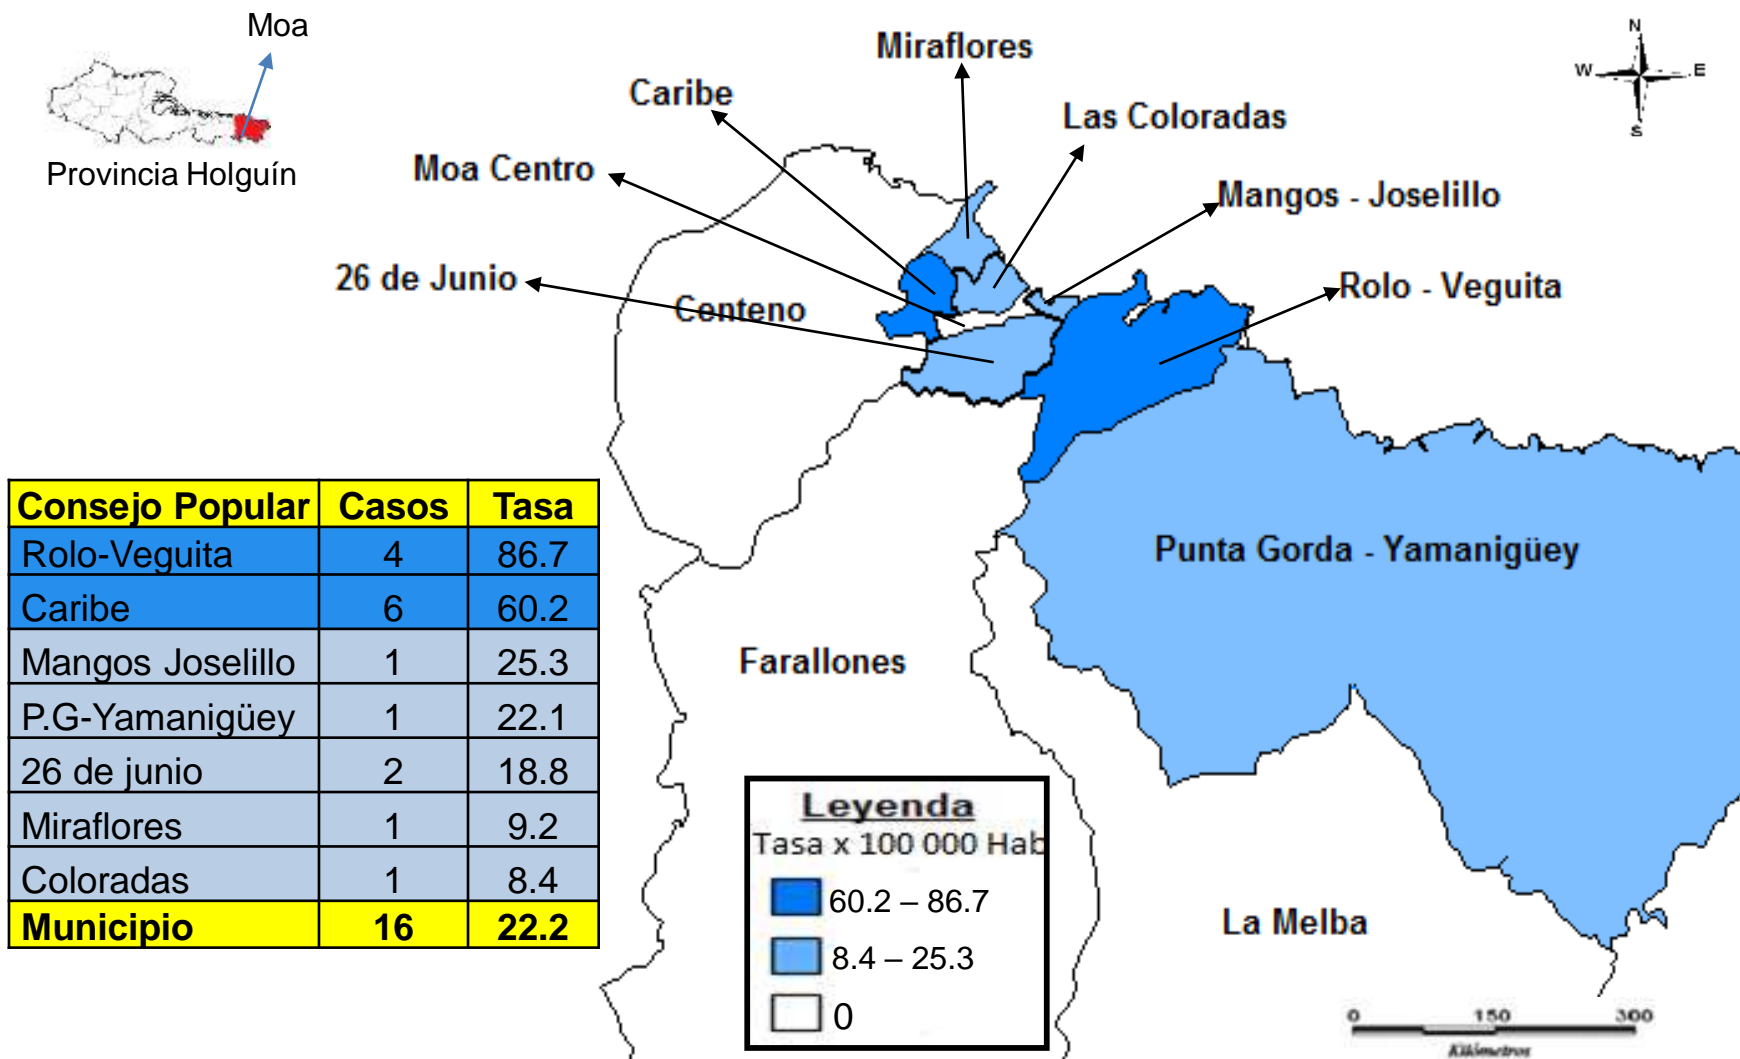 Moa
Provincia Holguín
Miraflores
Caribe
Las Coloradas
Moa Centro
Mangos - Joselillo
26 de Junio
Centeno
Rolo - Veguita
N
W
E
S
Punta Gorda - Yamanigüey
Farallones
La Melba
Consejo Popular Casos Tasa
Rolo-Veguita 4 86.7
Caribe 6 60.2
Mangos Joselillo 1 25.3
P.G-Yamanigüey 1 22.1
26 de junio 2 18.8
Miraflores 1 9.2
Coloradas 1 8.4
Municipio 16 22.2
Leyenda
Tasa x 100 000 Hab
60.2 – 86.7
8.4 – 25.3
0
0 150 300
Kilómetros